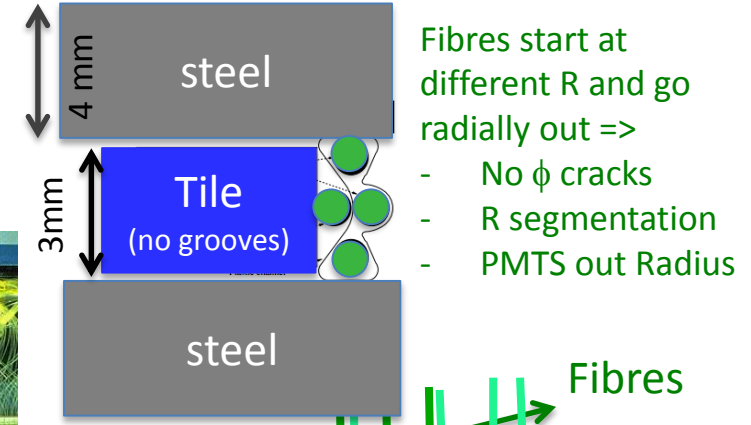 4 mm
steel
Fibres start at
different R and go
radially out =>
- No ϕ cracks
- R segmentation
- PMTS out Radius
3mm
Tile
(no grooves)
steel
Fibres